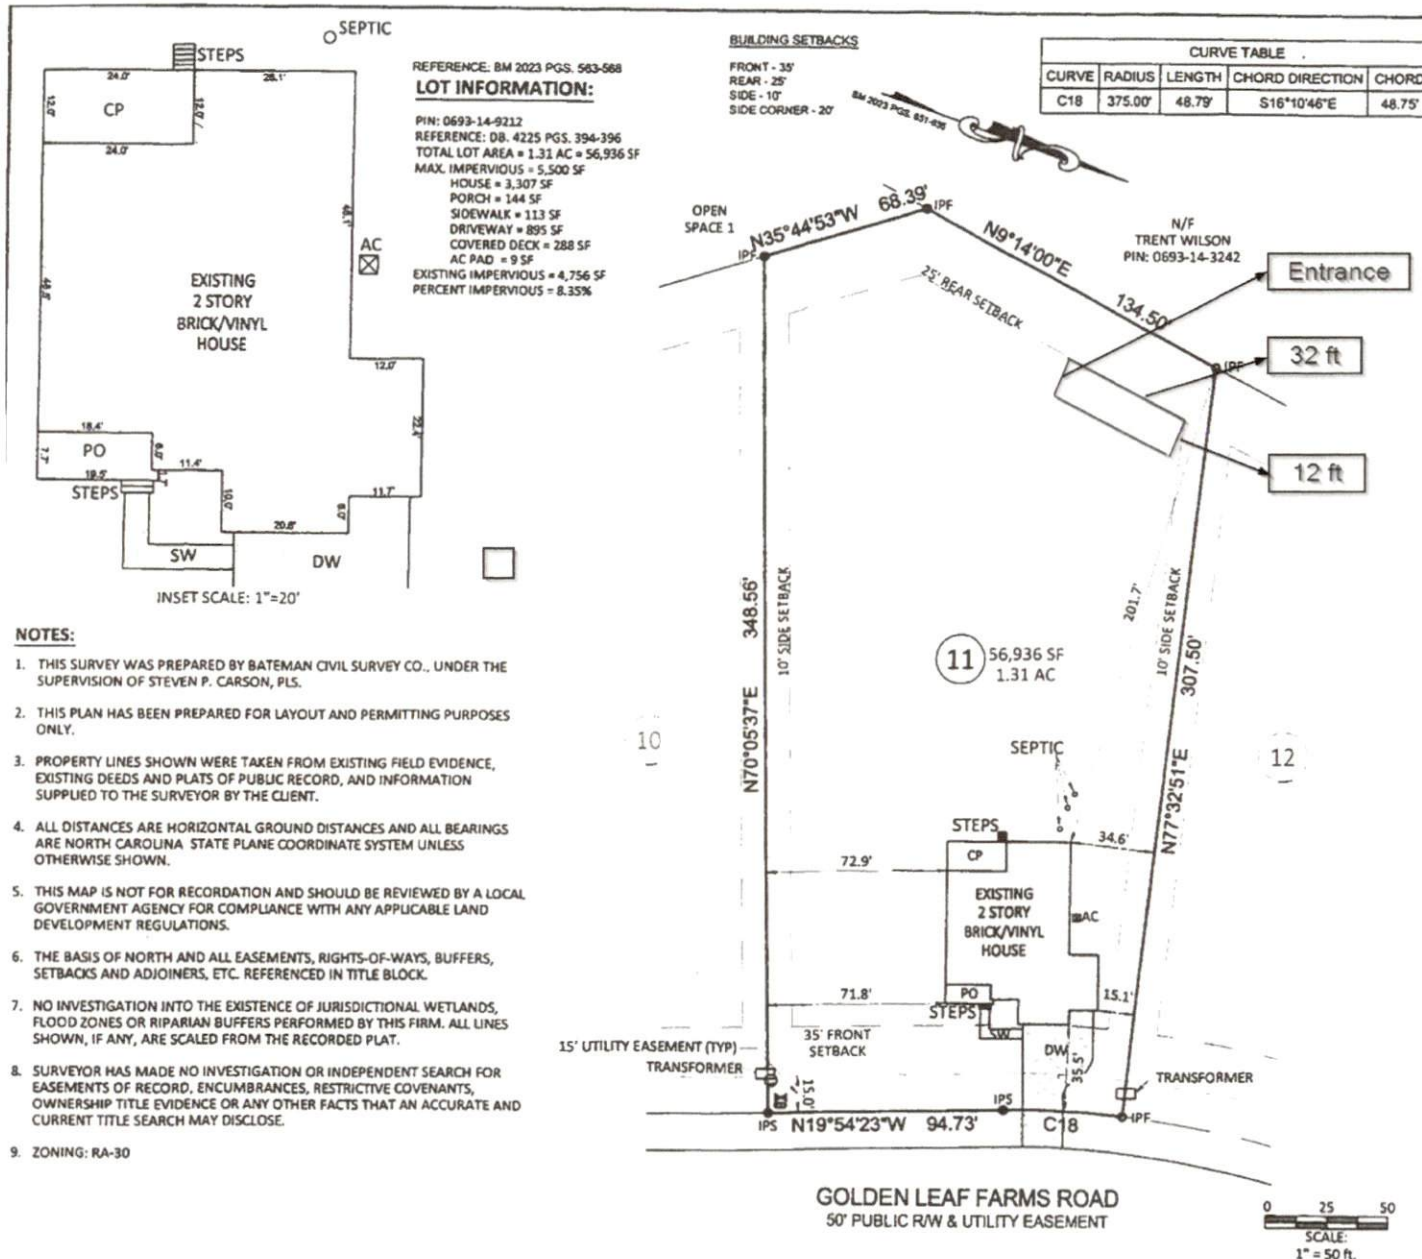 SEPTIC
STEPS
24.0'
26.1'
12.0'
CP
12.0'
24.0'
48.1'
AC
EXISTING
2 STORY
BRICK/VINYL
HOUSE
12.0'
22.4'
18.4'
PO
7.7'
6.0'
11.4'
19.5'
STEPS
10.0'
20.6'
6.0'
11.7'
SW
DW
INSET SCALE: 1"=20'
REFERENCE: BM 2023 PGS. 563-568
LOT INFORMATION:
PIN: 0693-14-9212
REFERENCE: DB. 4225 PGS. 394-396
TOTAL LOT AREA = 1.31 AC = 56,936 SF
MAX. IMPERVIOUS = 5,500 SF
HOUSE = 3,307 SF
PORCH = 144 SF
SIDEWALK = 113 SF
DRIVEWAY = 895 SF
COVERED DECK = 288 SF
AC PAD = 9 SF
EXISTING IMPERVIOUS = 4,756 SF
PERCENT IMPERVIOUS = 8.35%
BUILDING SETBACKS
FRONT - 35'
REAR - 25'
SIDE - 10'
SIDE CORNER - 20'
CURVE TABLE
CURVE RADIUS LENGTH CHORD DIRECTION CHORD
C18 375.00' 48.79' S16°10'46"E 48.75'
NOTES:
1. THIS SURVEY WAS PREPARED BY BATEMAN CIVIL SURVEY CO., UNDER THE
SUPERVISION OF STEVEN P. CARSON, PLS.
2. THIS PLAN HAS BEEN PREPARED FOR LAYOUT AND PERMITTING PURPOSES
ONLY.
3. PROPERTY LINES SHOWN WERE TAKEN FROM EXISTING FIELD EVIDENCE,
EXISTING DEEDS AND PLATS OF PUBLIC RECORD, AND INFORMATION
SUPPLIED TO THE SURVEYOR BY THE CLIENT.
4. ALL DISTANCES ARE HORIZONTAL GROUND DISTANCES AND ALL BEARINGS
ARE NORTH CAROLINA STATE PLANE COORDINATE SYSTEM UNLESS
OTHERWISE SHOWN.
5. THIS MAP IS NOT FOR RECORDATION AND SHOULD BE REVIEWED BY A LOCAL
GOVERNMENT AGENCY FOR COMPLIANCE WITH ANY APPLICABLE LAND
DEVELOPMENT REGULATIONS.
6. THE BASIS OF NORTH AND ALL EASEMENTS, RIGHTS-OF-WAYS, BUFFERS,
SETBACKS AND ADJOINERS, ETC. REFERENCED IN TITLE BLOCK.
7. NO INVESTIGATION INTO THE EXISTENCE OF JURISDICTIONAL WETLANDS,
FLOOD ZONES OR RIPARIAN BUFFERS PERFORMED BY THIS FIRM. ALL LINES
SHOWN, IF ANY, ARE SCALED FROM THE RECORDED PLAT.
8. SURVEYOR HAS MADE NO INVESTIGATION OR INDEPENDENT SEARCH FOR
EASEMENTS OF RECORD, ENCUMBRANCES, RESTRICTIVE COVENANTS,
OWNERSHIP TITLE EVIDENCE OR ANY OTHER FACTS THAT AN ACCURATE AND
CURRENT TITLE SEARCH MAY DISCLOSE.
9. ZONING: RA-30
OPEN
SPACE 1
N35°44'53"W 68.39'
IPF
IPF
N9°14'00"E 134.50'
N/F
TRENT WILSON
PIN: 0693-14-3242
Entrance
32 ft
12 ft
IPF
25' REAR SETBACK
N70°05'37"E 348.56'
10' SIDE SETBACK
201.7'
10' SIDE SETBACK
N77°32'51"E 307.50'
11
56,936 SF
1.31 AC
10
12
SEPTIC
STEPS
34.6'
CP
72.9'
EXISTING
2 STORY
BRICK/VINYL
HOUSE
AC
71.8'
PO
15.1'
STEPS
SW
35' FRONT
SETBACK
DW
35.5'
15' UTILITY EASEMENT (TYP)
TRANSFORMER
TRANSFORMER
15.0'
IPS
N19°54'23"W 94.73'
IPS
C18
IPF
GOLDEN LEAF FARMS ROAD
50' PUBLIC R/W & UTILITY EASEMENT
0 25 50
SCALE:
1" = 50 ft.